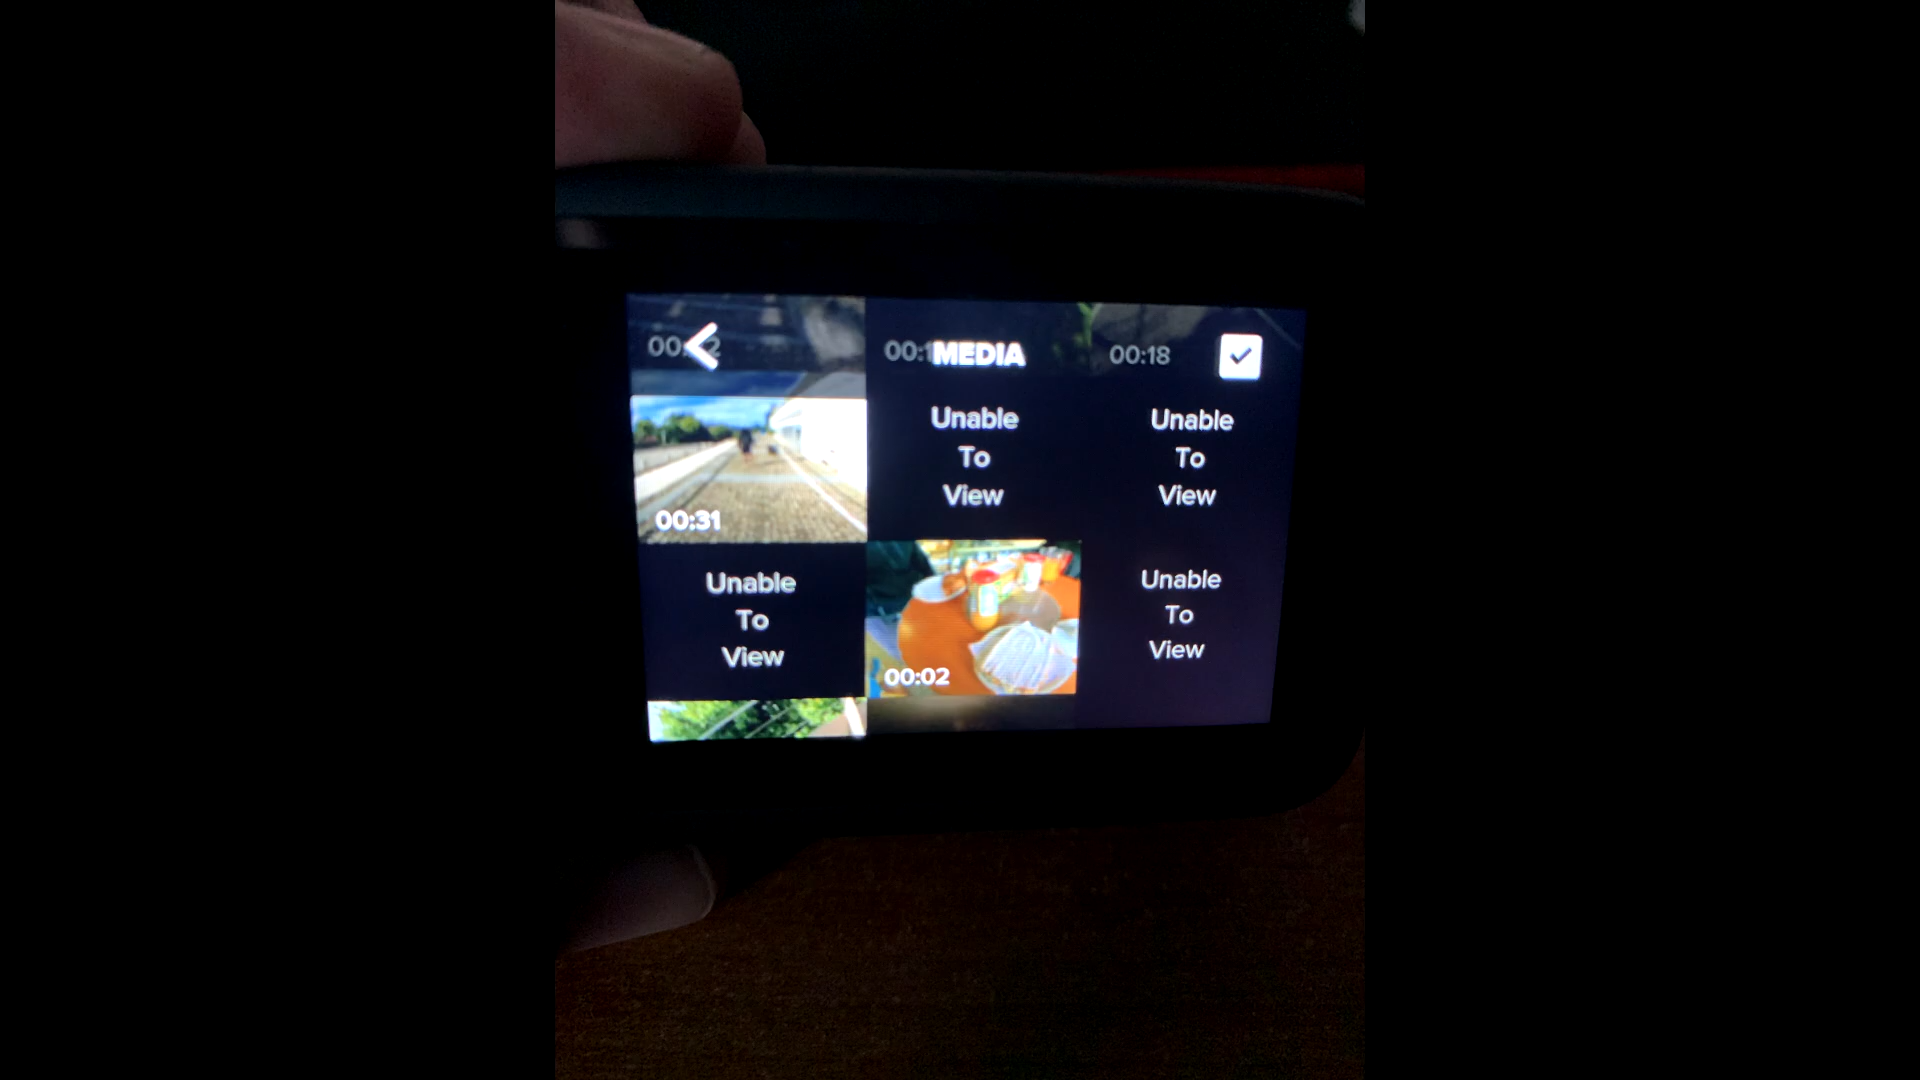 MEDIA
00:18
Unable
To
View
Unable
To
View
00:31
Unable
To
View
Unable
To
View
00:02